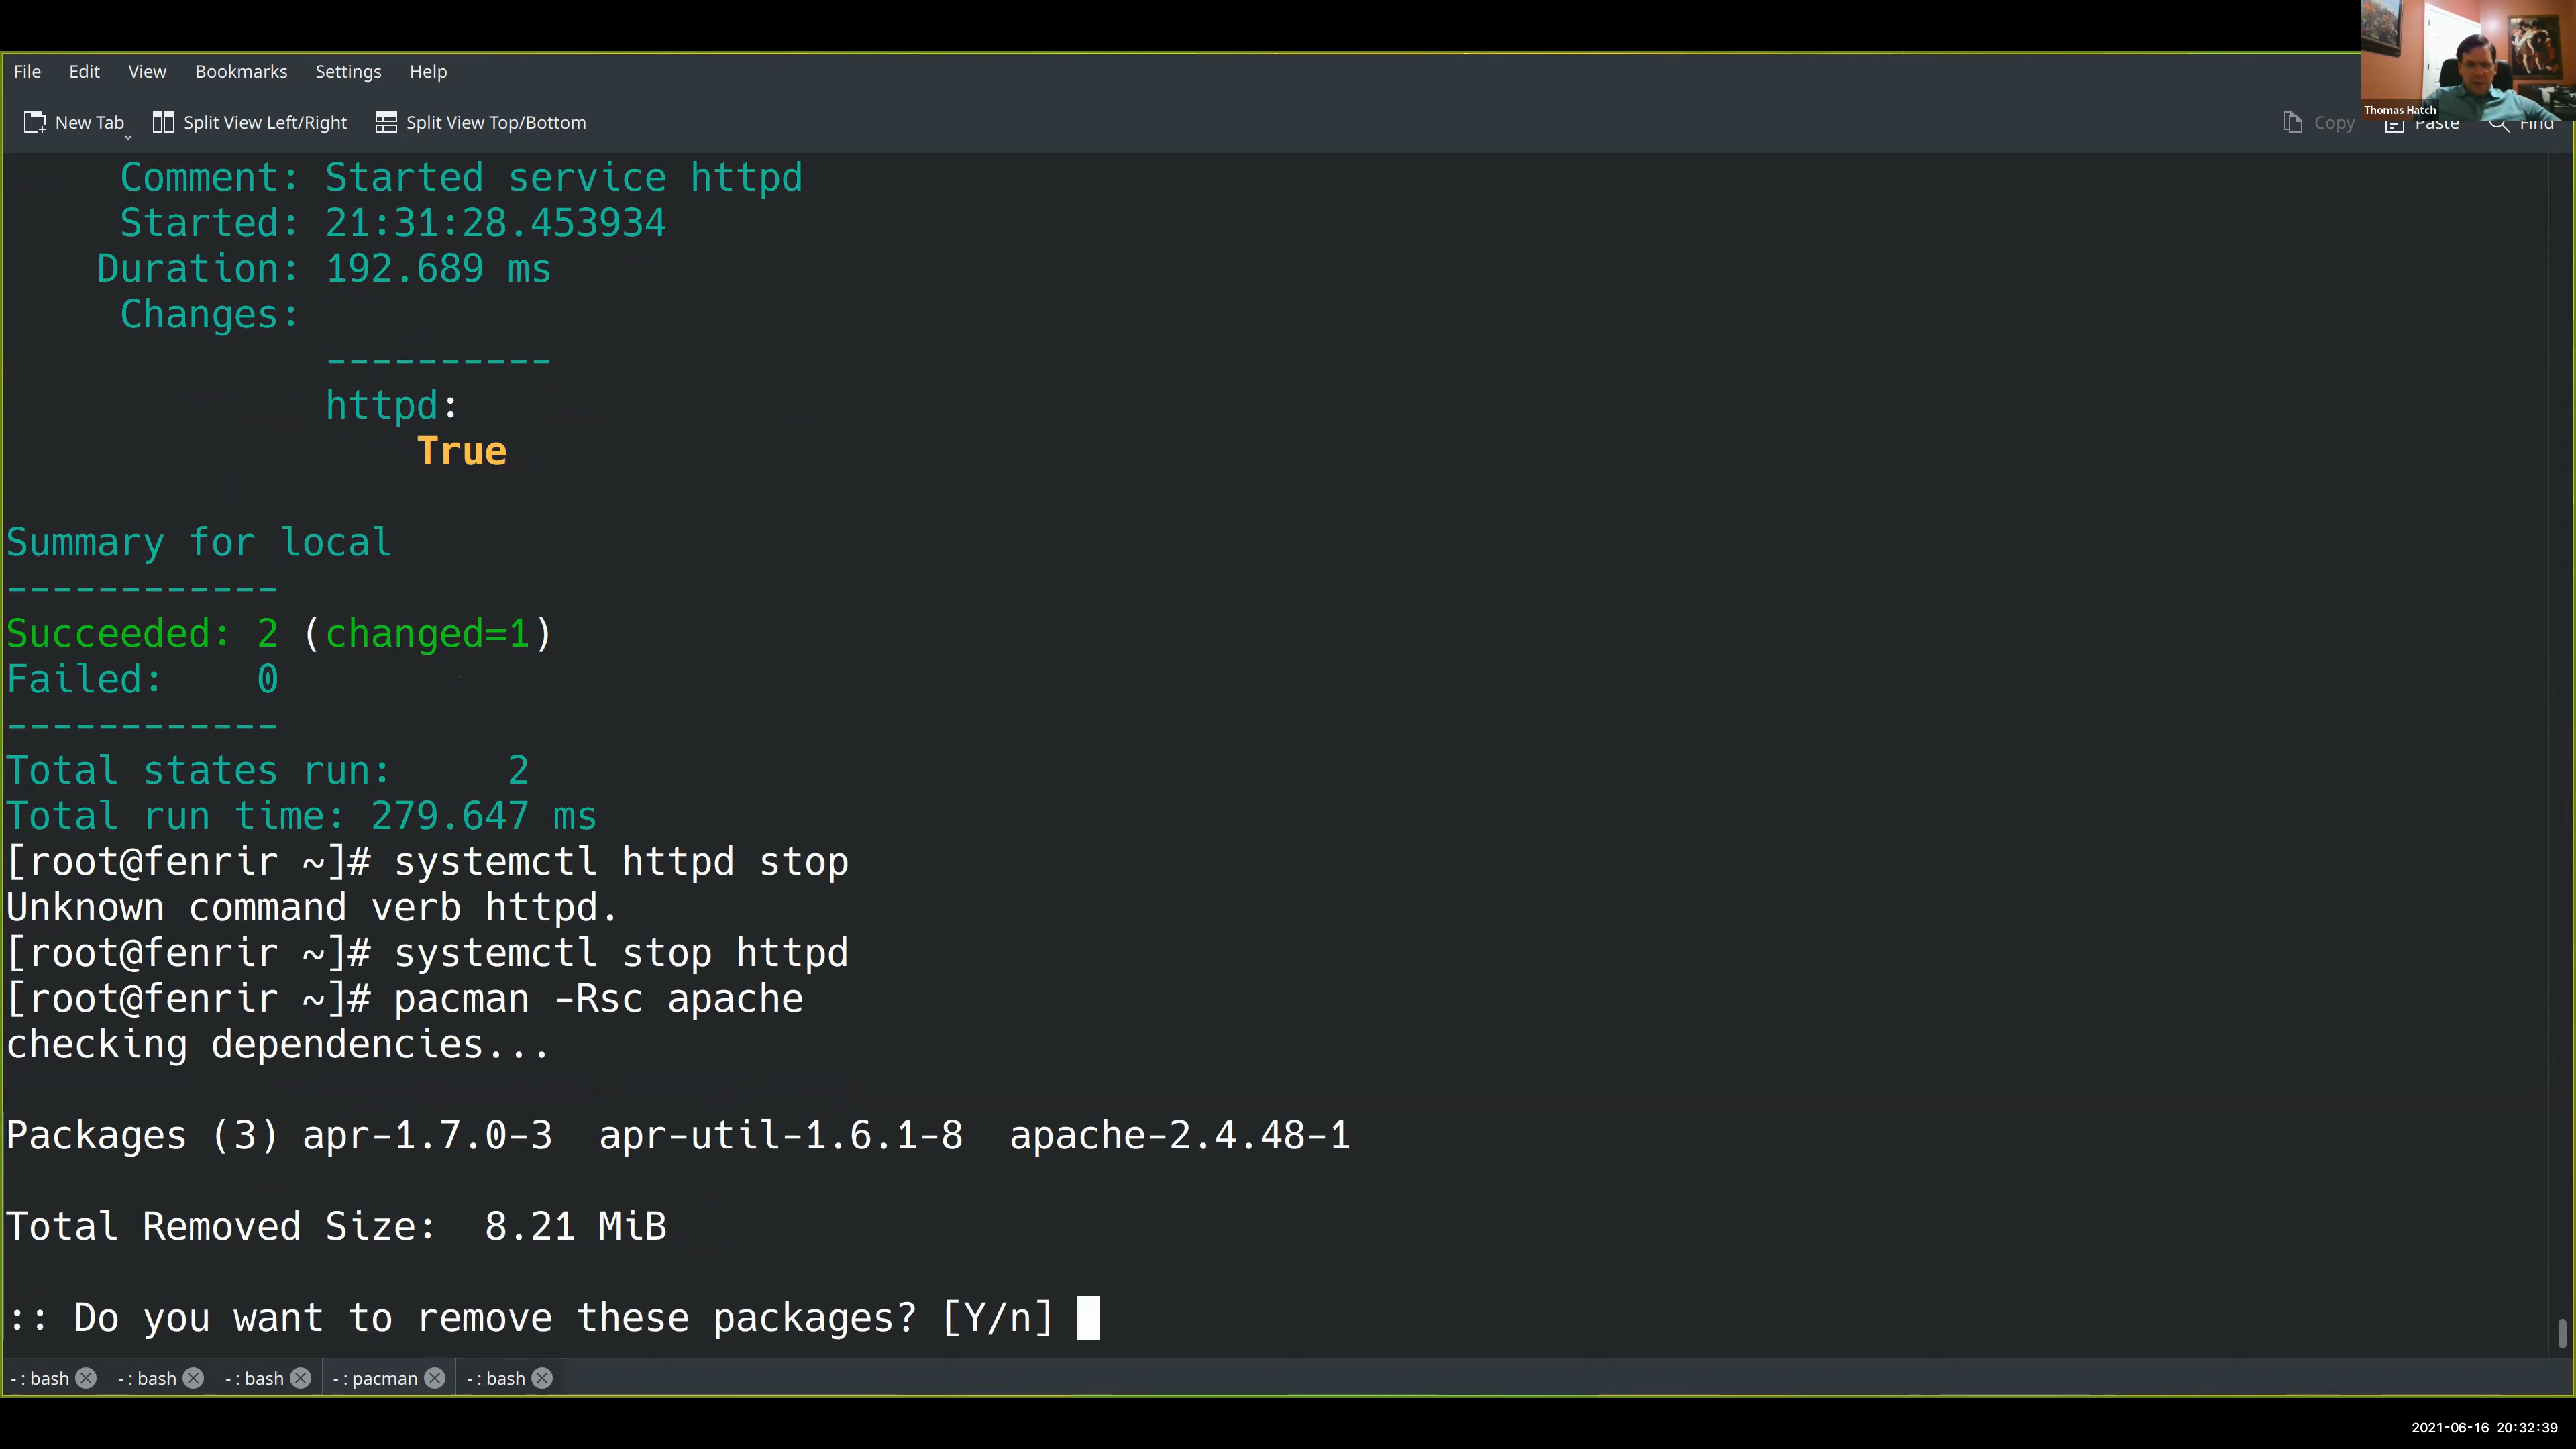 File Edit View Bookmarks Settings Help
Thomas Hatch
New Tab Split View Left/Right Split View Top/Bottom Copy Paste Find
Comment: Started service httpd
Started: 21:31:28.453934
Duration: 192.689 ms
Changes:
----------
httpd:
True
Summary for local
------------
Succeeded: 2 (changed=1)
Failed: 0
------------
Total states run: 2
Total run time: 279.647 ms
[root@fenrir ~]# systemctl httpd stop
Unknown command verb httpd.
[root@fenrir ~]# systemctl stop httpd
[root@fenrir ~]# pacman -Rsc apache
checking dependencies...
Packages (3) apr-1.7.0-3 apr-util-1.6.1-8 apache-2.4.48-1
Total Removed Size: 8.21 MiB
:: Do you want to remove these packages? [Y/n]
- : bash - : bash - : bash - : pacman - : bash
2021-06-16 20:32:39